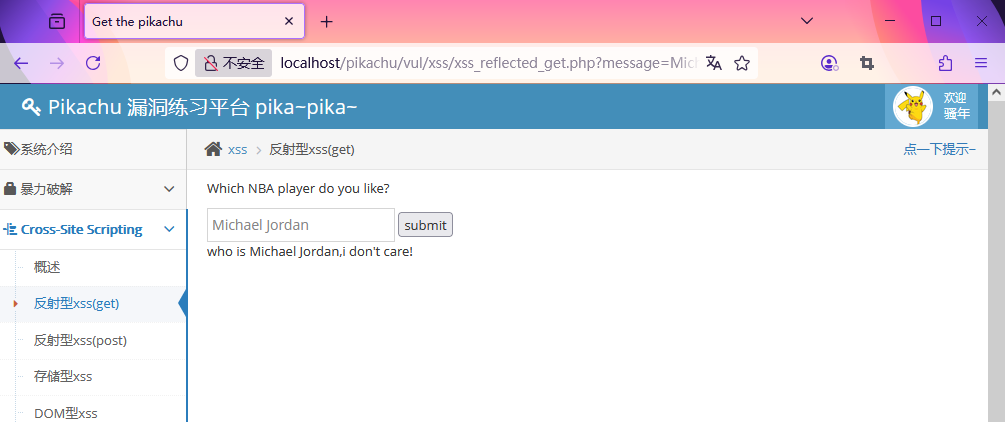 Get the pikachu
不安全 localhost/pikachu/vul/xss/xss_reflected_get.php?message=Mic
Pikachu 漏洞练习平台 pika~pika~
欢迎
骚年
系统介绍
xss 反射型xss(get) 点一下提示~
暴力破解
Which NBA player do you like?
Cross-Site Scripting
Michael Jordan submit
who is Michael Jordan,i don't care!
概述
反射型xss(get)
反射型xss(post)
存储型xss
DOM型xss